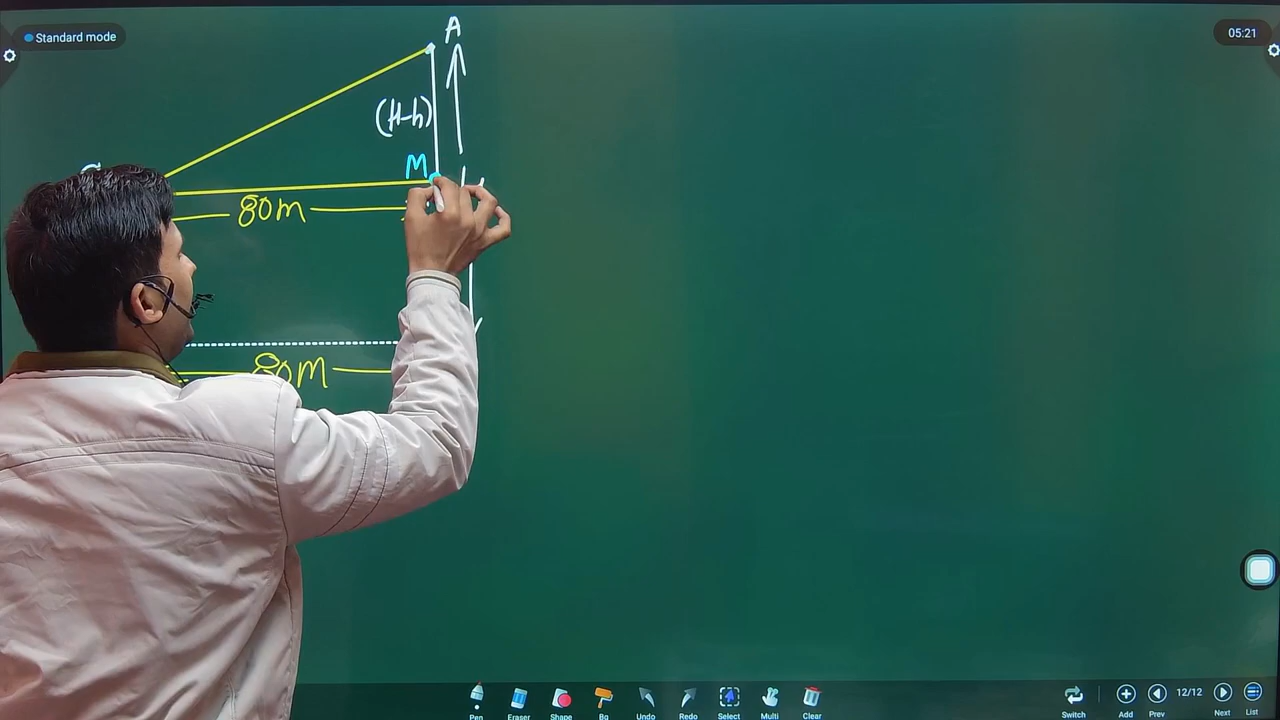 Standard mode
05:21
A
(H-h)
M
80m
80m
Pen
Eraser
Shape
Bg
Undo
Redo
Select
Multi
Clear
Switch
Add
Prev
12/12
Next
List